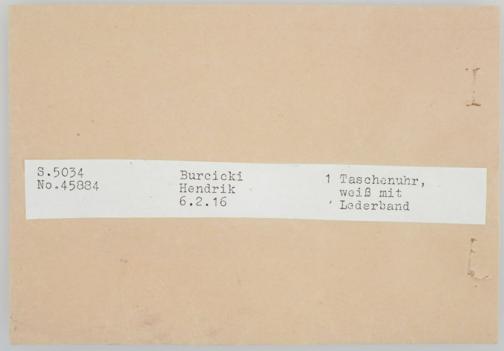 S.5034
No.45884
Burcicki
Hendrik
6.2.16
1 Taschenuhr,
weiß mit
Lederband